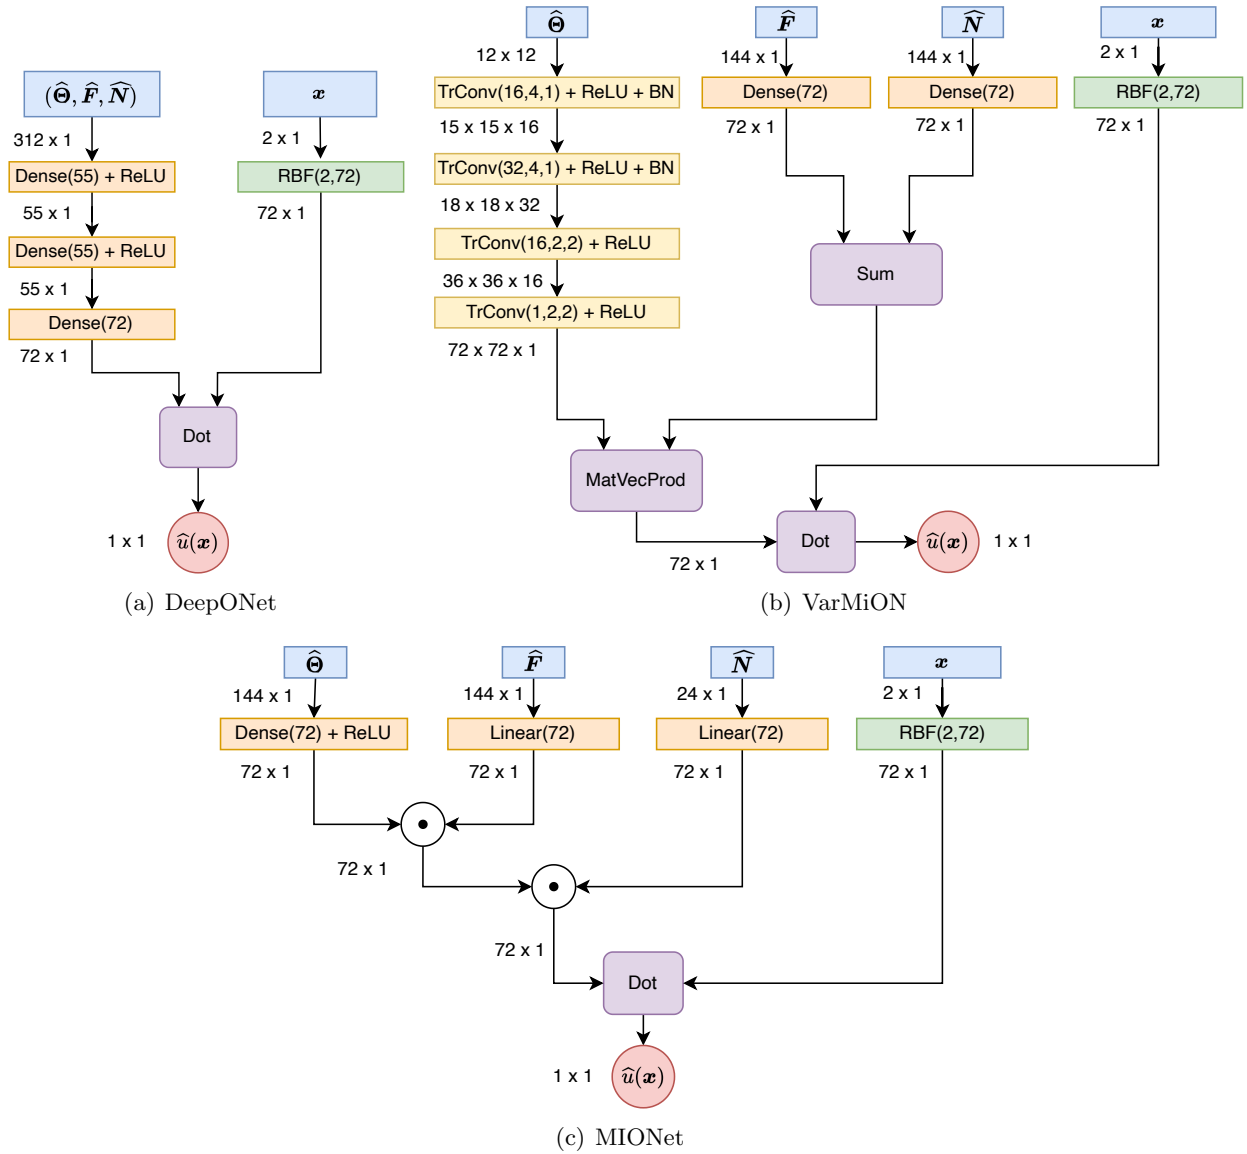 (Θ̂, F̂, N̂)
x
312 x 1
2 x 1
Dense(55) + ReLU
RBF(2,72)
55 x 1
72 x 1
Dense(55) + ReLU
55 x 1
Dense(72)
72 x 1
Dot
1 x 1
û(x)
(a) DeepONet
Θ̂
F̂
N̂
x
12 x 12
144 x 1
144 x 1
2 x 1
TrConv(16,4,1) + ReLU + BN
Dense(72)
Dense(72)
RBF(2,72)
15 x 15 x 16
72 x 1
72 x 1
72 x 1
TrConv(32,4,1) + ReLU + BN
18 x 18 x 32
TrConv(16,2,2) + ReLU
Sum
36 x 36 x 16
TrConv(1,2,2) + ReLU
72 x 72 x 1
MatVecProd
72 x 1
Dot
û(x)
1 x 1
(b) VarMiON
Θ̂
F̂
N̂
x
144 x 1
144 x 1
24 x 1
2 x 1
Dense(72) + ReLU
Linear(72)
Linear(72)
RBF(2,72)
72 x 1
72 x 1
72 x 1
72 x 1
72 x 1
72 x 1
Dot
1 x 1
û(x)
(c) MIONet